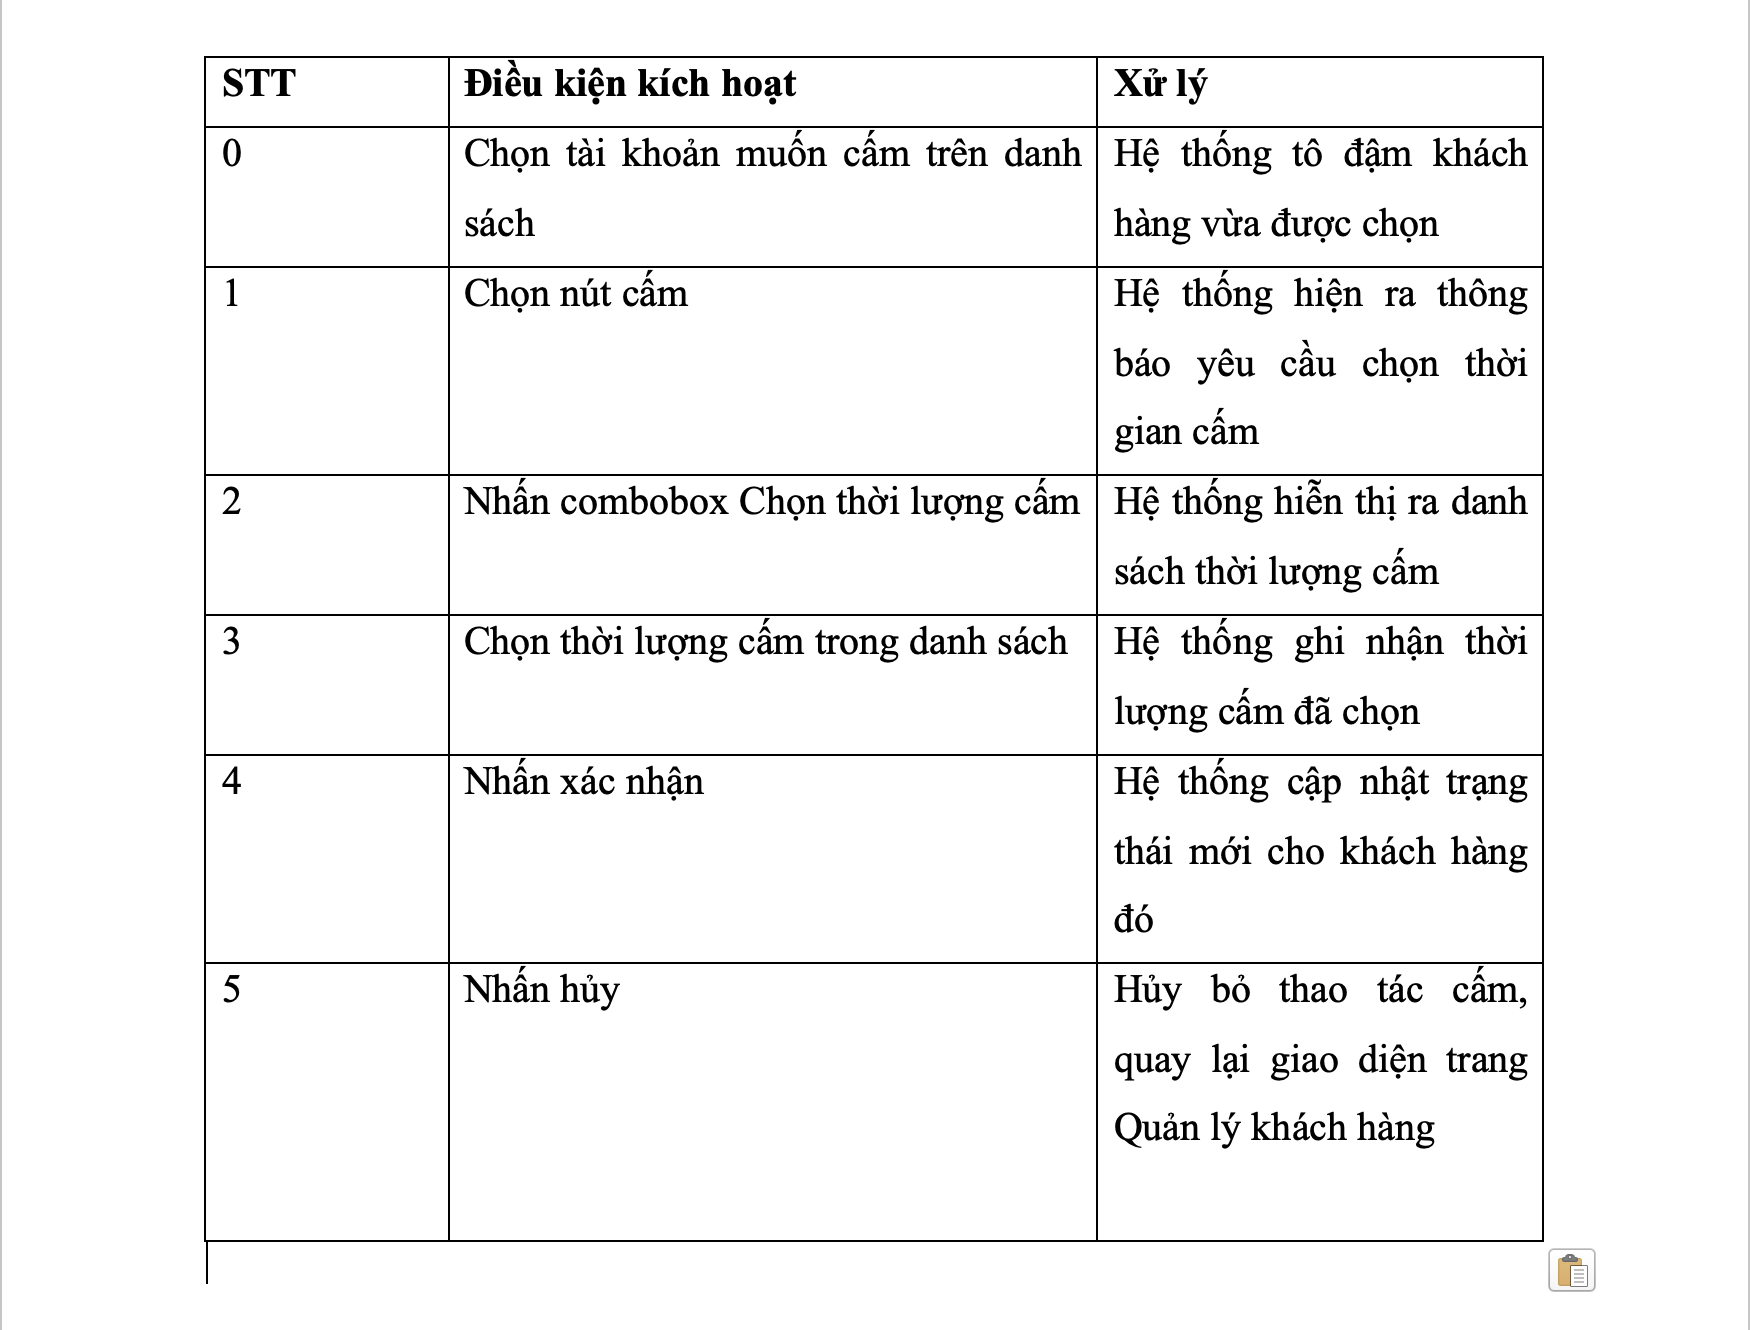 STT
Điều kiện kích hoạt
Xử lý
0
Chọn tài khoản muốn cấm trên danh
sách
Hệ thống tô đậm khách
hàng vừa được chọn
1
Chọn nút cấm
Hệ thống hiện ra thông
báo yêu cầu chọn thời
gian cấm
2
Nhấn combobox Chọn thời lượng cấm
Hệ thống hiễn thị ra danh
sách thời lượng cấm
3
Chọn thời lượng cấm trong danh sách
Hệ thống ghi nhận thời
lượng cấm đã chọn
4
Nhấn xác nhận
Hệ thống cập nhật trạng
thái mới cho khách hàng
đó
5
Nhấn hủy
Hủy bỏ thao tác cấm,
quay lại giao diện trang
Quản lý khách hàng